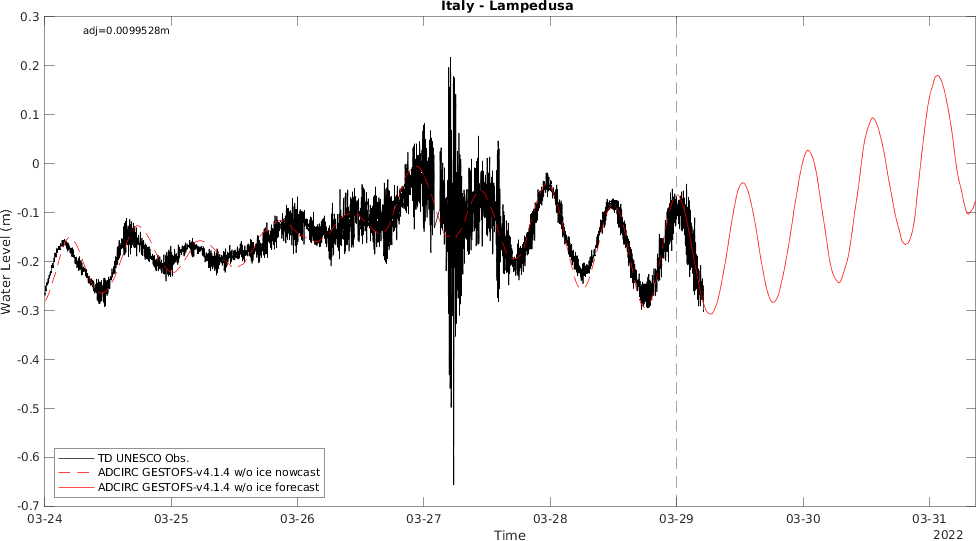 Italy - Lampedusa
adj=0.0099528m
Water Level (m)
0.3
0.2
0.1
0
-0.1
-0.2
-0.3
-0.4
-0.5
-0.6
-0.7
TD UNESCO Obs.
ADCIRC GESTOFS-v4.1.4 w/o ice nowcast
ADCIRC GESTOFS-v4.1.4 w/o ice forecast
03-24 03-25 03-26 03-27 03-28 03-29 03-30 03-31
Time
2022